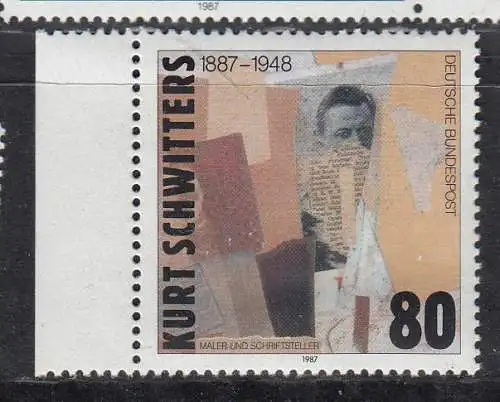 1987
KURT SCHWITTERS
1887–1948
DEUTSCHE BUNDESPOST
80
MALER UND SCHRIFTSTELLER
1987